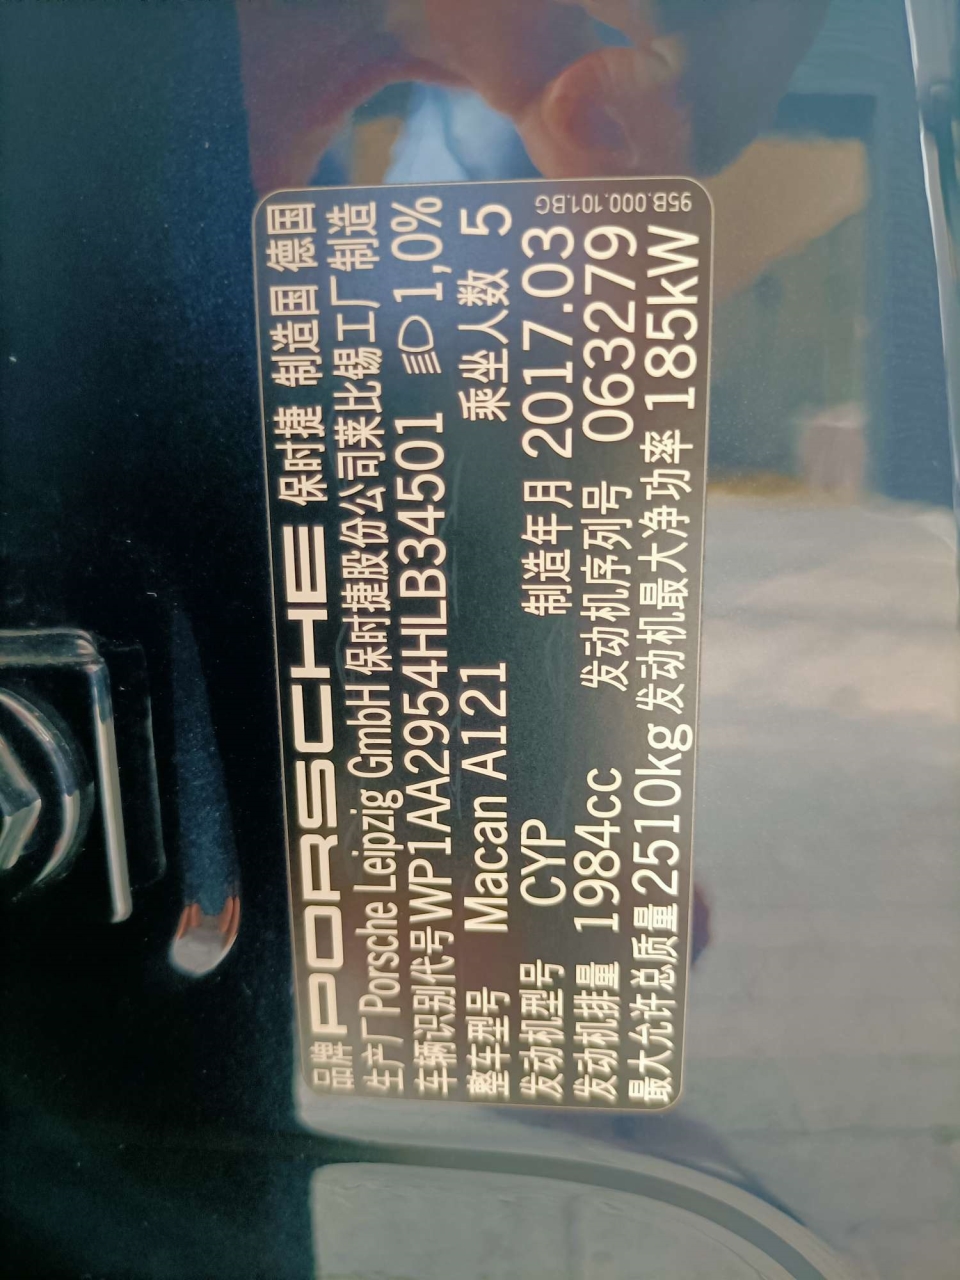 品牌 PORSCHE 保时捷 制造国 德国
生产厂 Porsche Leipzig GmbH 保时捷股份公司莱比锡工厂制造
车辆识别代号 WP1AA2954HLB34501 1,0%
整车型号 Macan A121 乘坐人数 5
发动机型号 CYP 制造年月 2017.03
发动机排量 1984cc 发动机序列号 063279
最大允许总质量 2510kg 发动机最大净功率 185kW
95B.000.101.BG